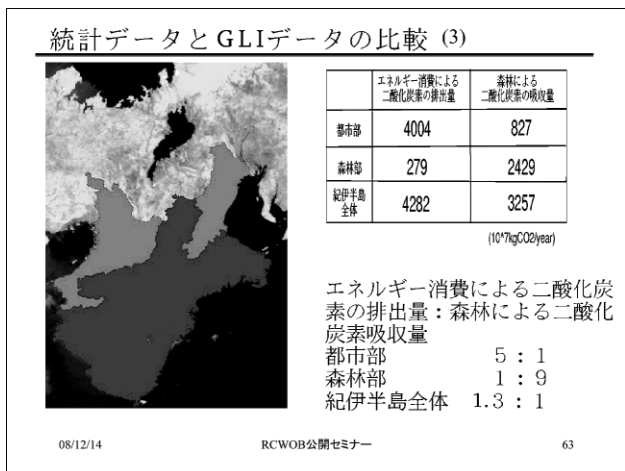 統計データとGLIデータの比較 (3)
エネルギー消費による
二酸化炭素の排出量
森林による
二酸化炭素の吸収量
都市部 4004 827
森林部 279 2429
紀伊半島
全体 4282 3257
(10^7kgCO2/year)
エネルギー消費による二酸化炭
素の排出量：森林による二酸化
炭素吸収量
都市部 5：1
森林部 1：9
紀伊半島全体 1.3：1
08/12/14 RCWOB公開セミナー 63